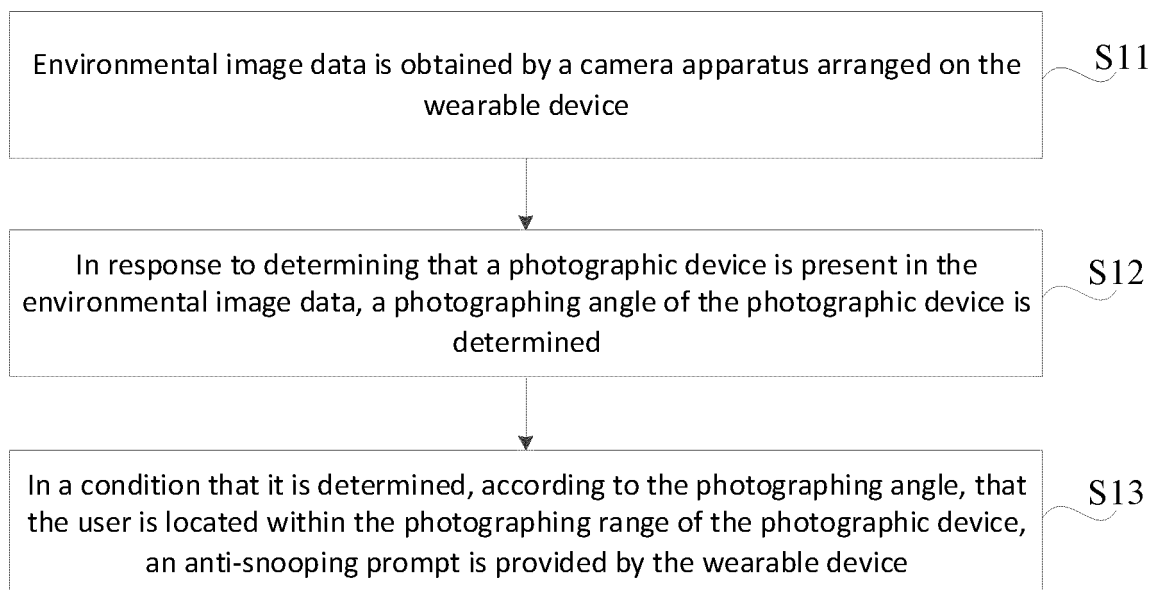 Environmental image data is obtained by a camera apparatus arranged on the
wearable device
S11
In response to determining that a photographic device is present in the
environmental image data, a photographing angle of the photographic device is
determined
S12
In a condition that it is determined, according to the photographing angle, that
the user is located within the photographing range of the photographic device,
an anti-snooping prompt is provided by the wearable device
S13